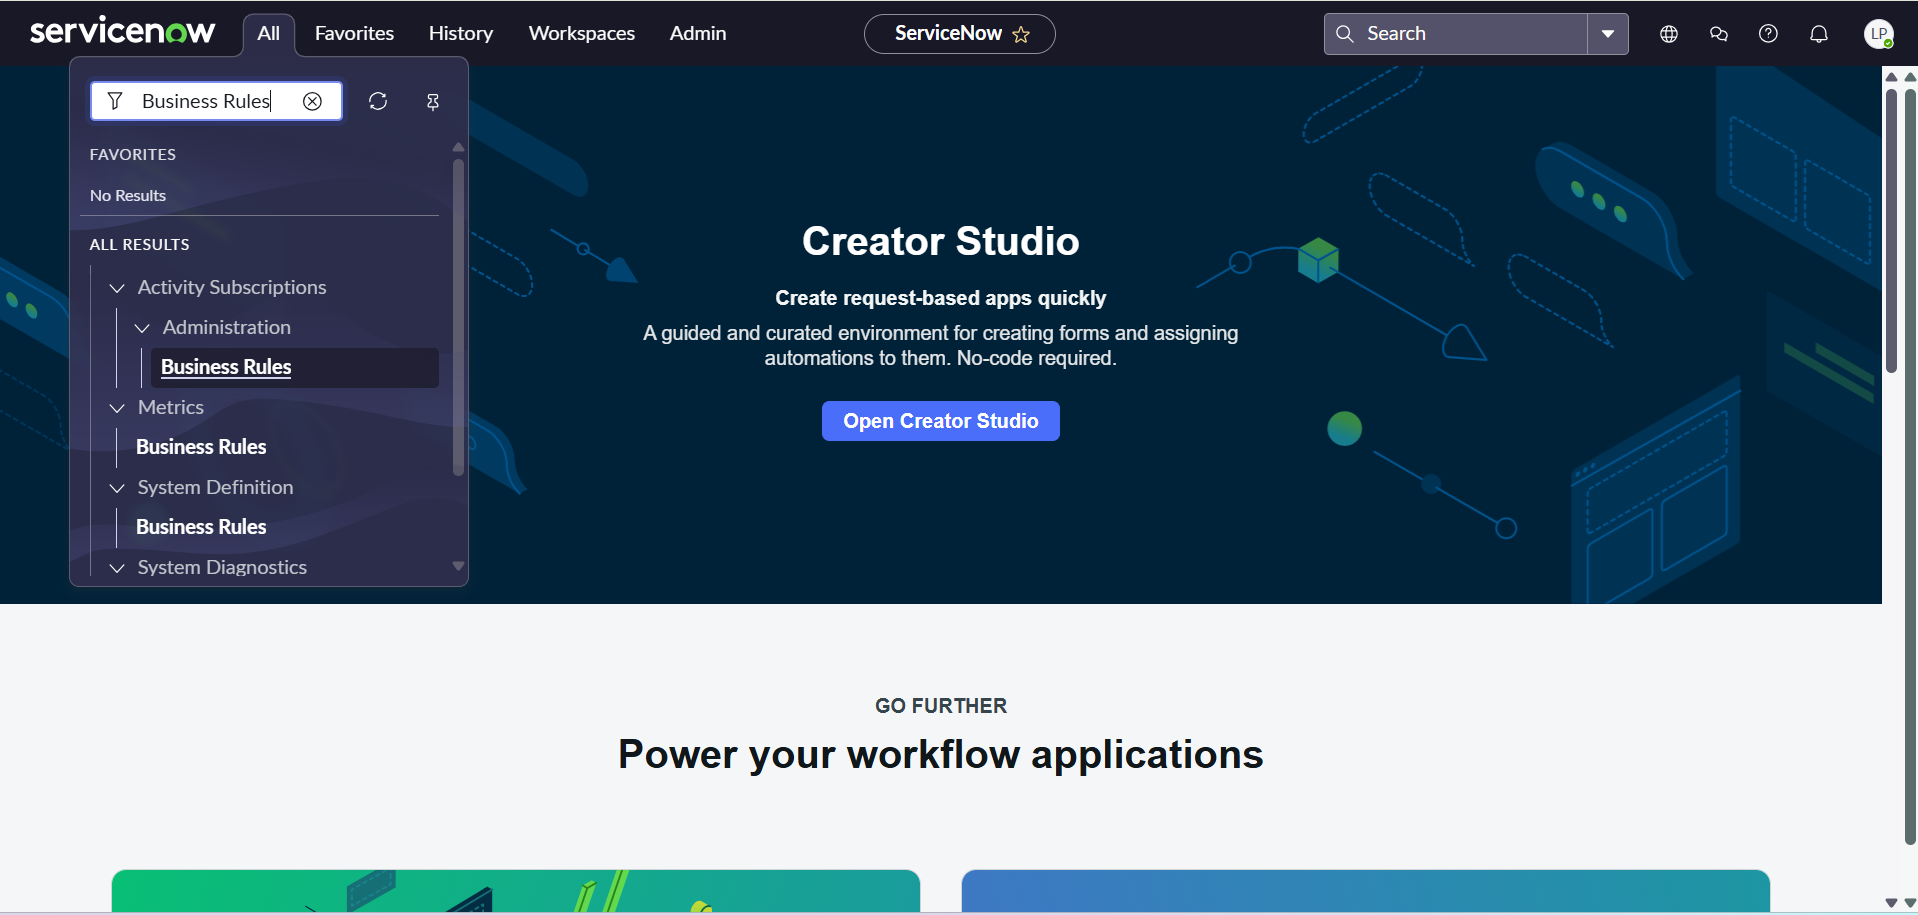 servicenow
All
Favorites
History
Workspaces
Admin
ServiceNow
Search
LP
Business Rules
FAVORITES
No Results
ALL RESULTS
Activity Subscriptions
Administration
Business Rules
Metrics
Business Rules
System Definition
Business Rules
System Diagnostics
Creator Studio
Create request-based apps quickly
A guided and curated environment for creating forms and assigning
automations to them. No-code required.
Open Creator Studio
GO FURTHER
Power your workflow applications